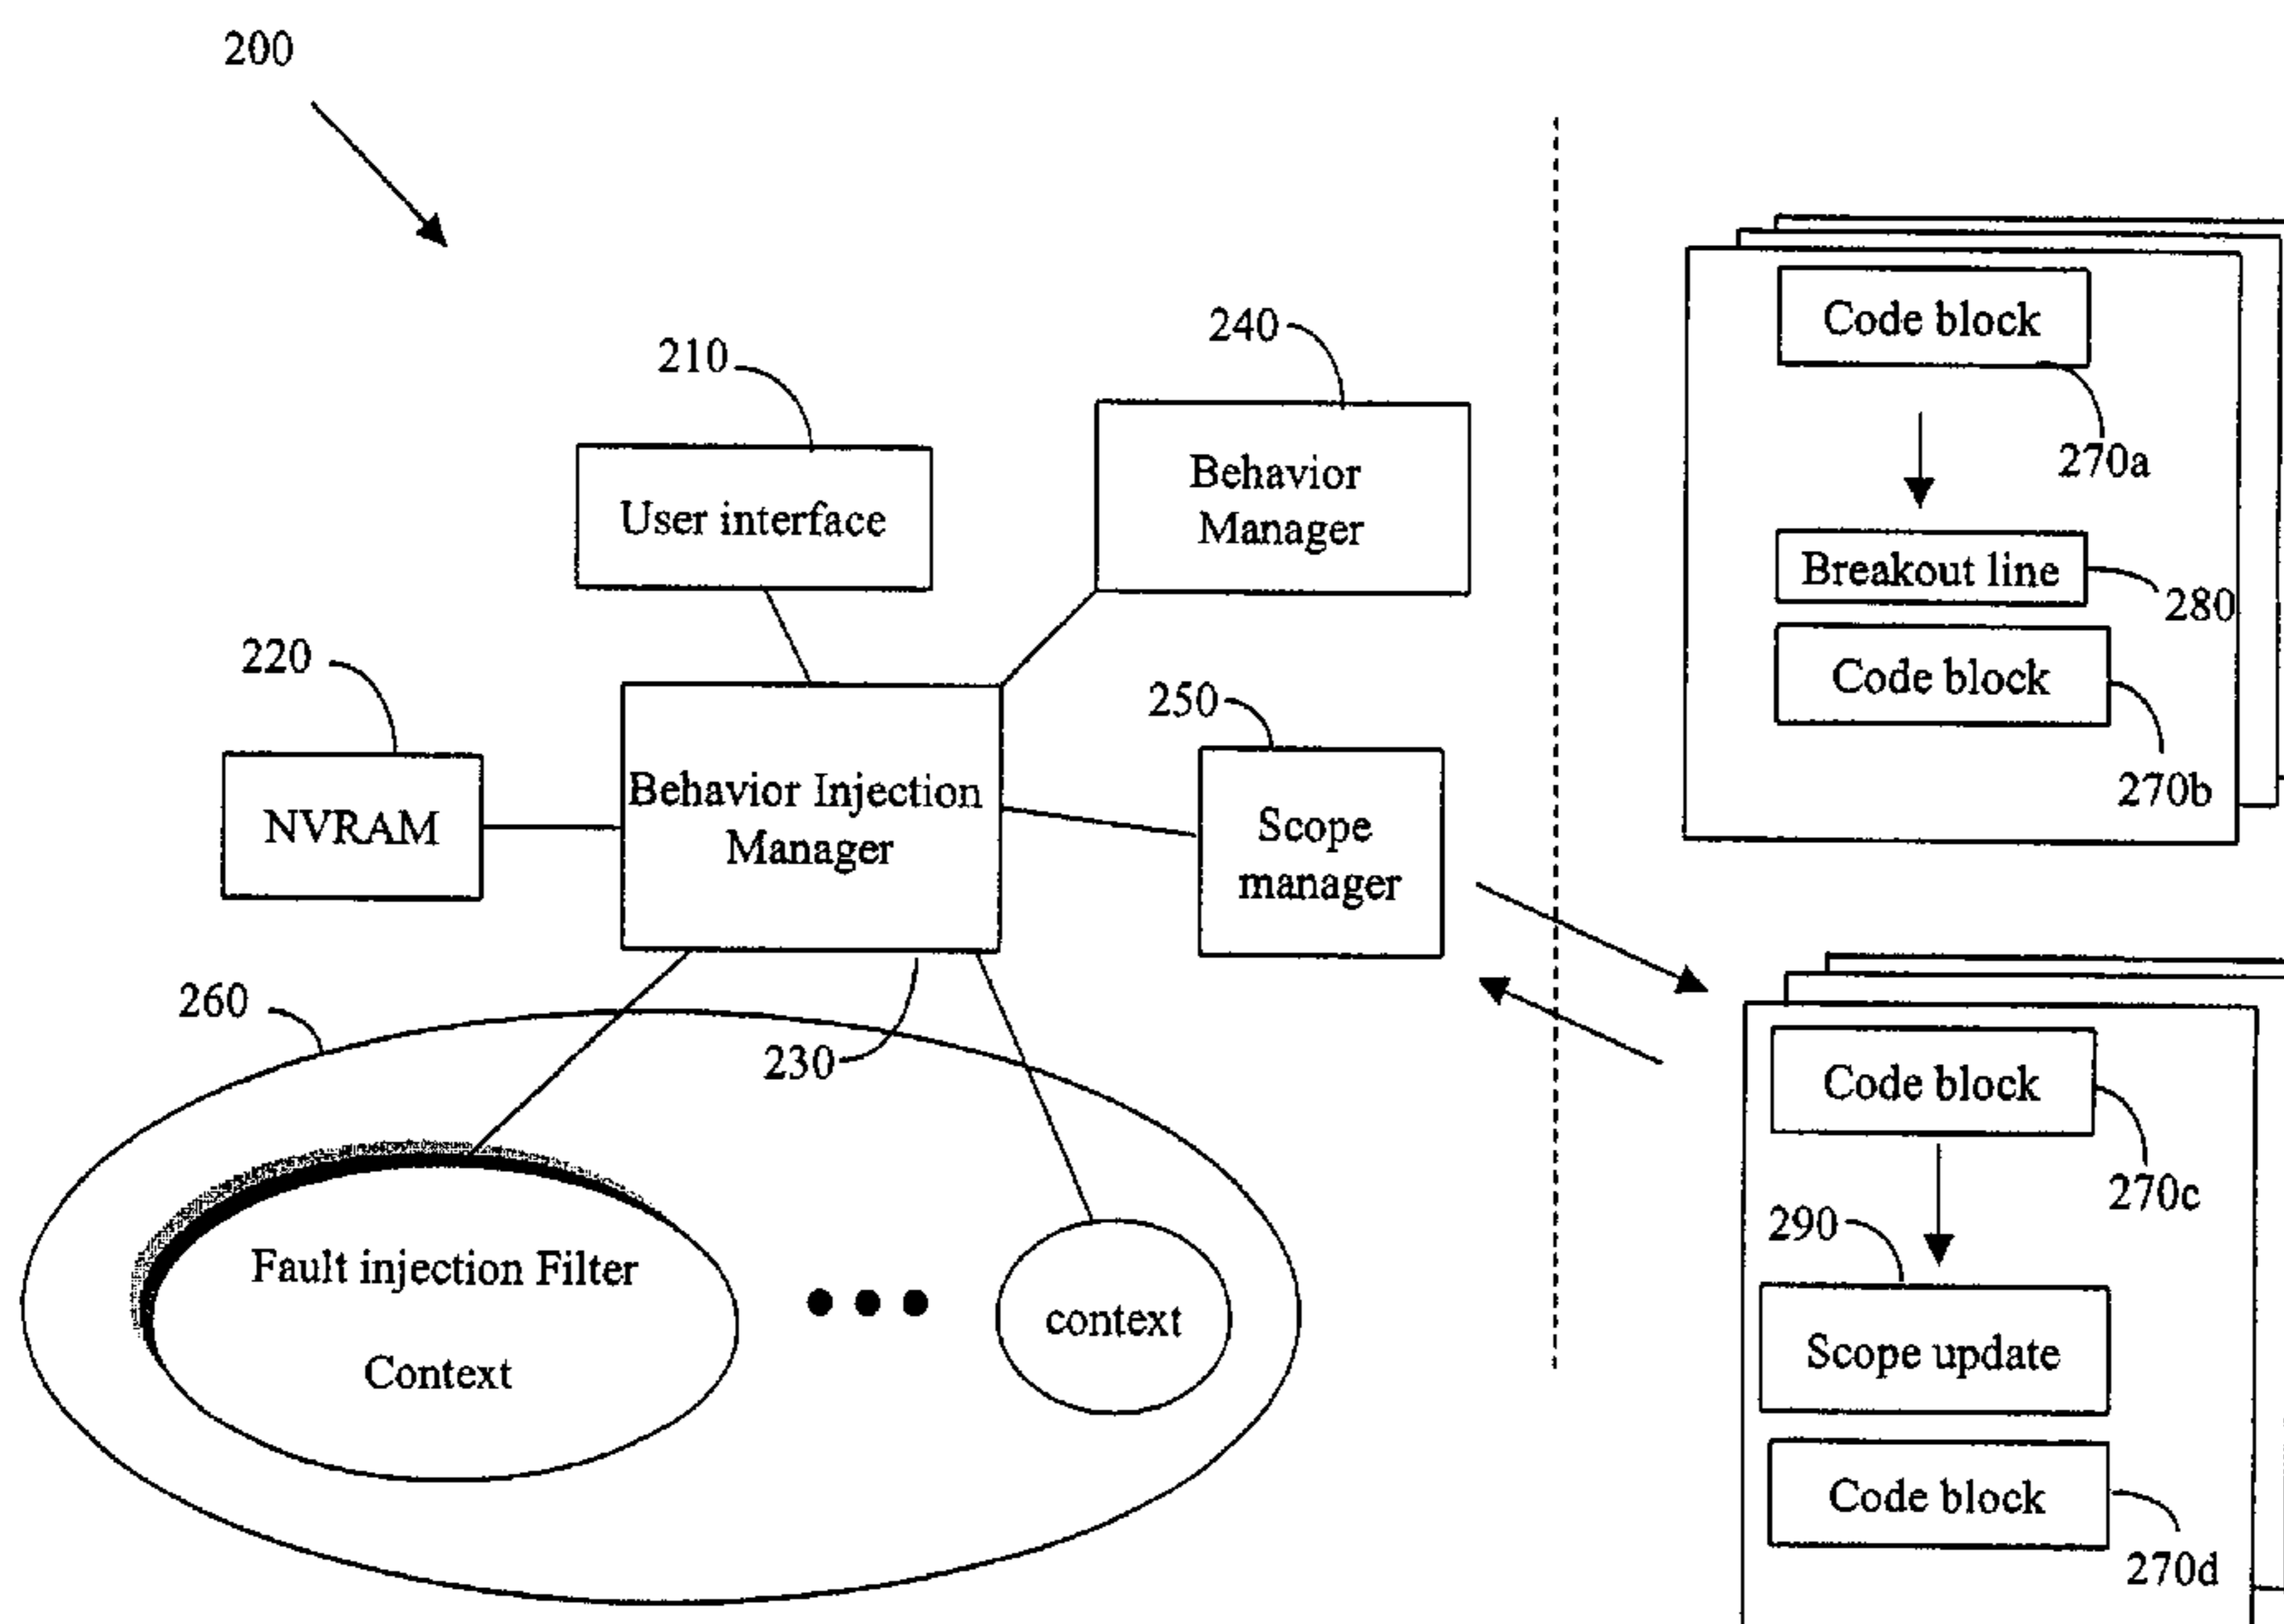 200
240
210
Code block
270a
Behavior
Manager
User interface
Breakout line
280
220
250
Code block
270b
Behavior Injection
Manager
NVRAM
Scope
manager
260
230
Code block
270c
290
Fault injection Filter
Context
context
Scope update
Code block
270d